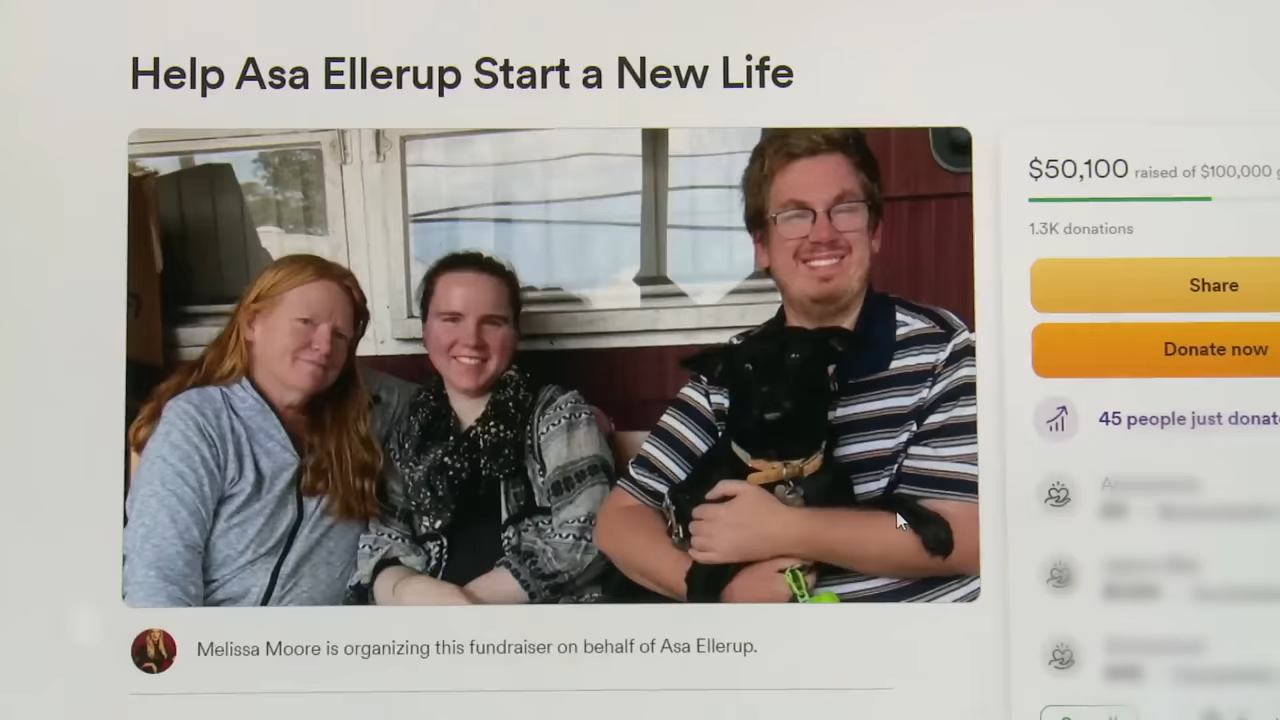 Help Asa Ellerup Start a New Life
$50,100 raised of $100,000
1.3K donations
Share
Donate now
45 people just
Melissa Moore is organizing this fundraiser on behalf of Asa Ellerup.